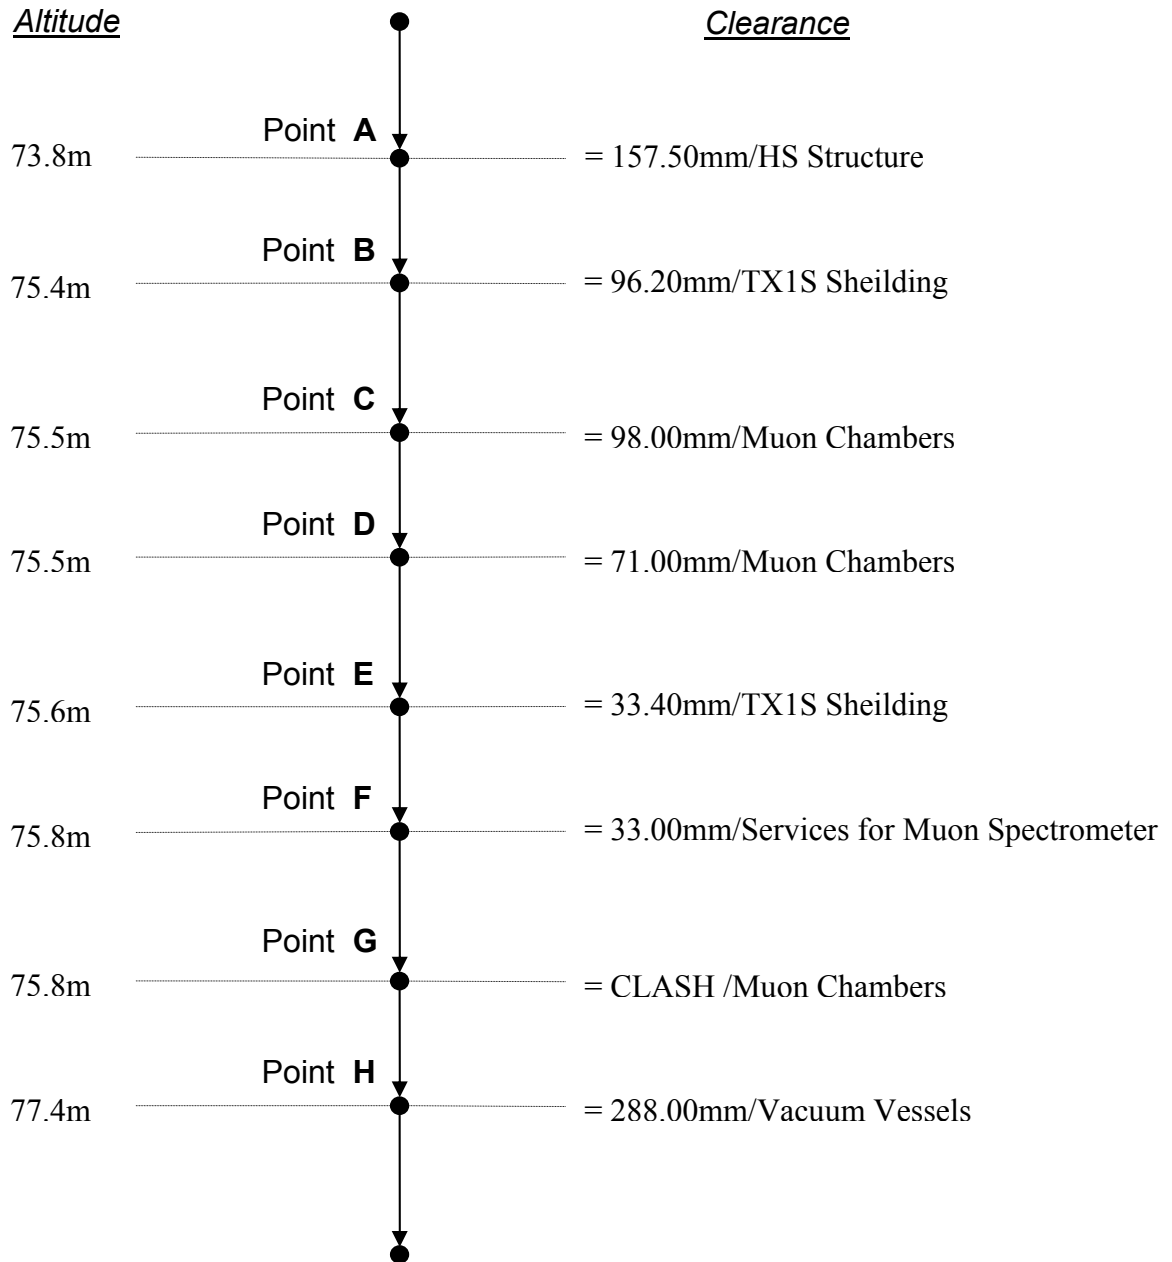 Altitude
Clearance
Point A
73.8m
= 157.50mm/HS Structure
Point B
75.4m
= 96.20mm/TX1S Sheilding
Point C
75.5m
= 98.00mm/Muon Chambers
Point D
75.5m
= 71.00mm/Muon Chambers
Point E
75.6m
= 33.40mm/TX1S Sheilding
Point F
75.8m
= 33.00mm/Services for Muon Spectrometer
Point G
75.8m
= CLASH /Muon Chambers
Point H
77.4m
= 288.00mm/Vacuum Vessels